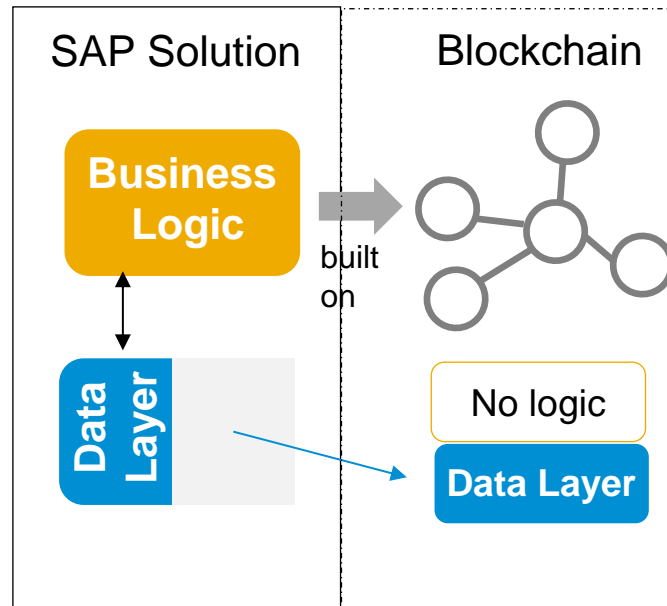 SAP Solution
Blockchain
Business
Logic
built
on
Data
Layer
No logic
Data Layer